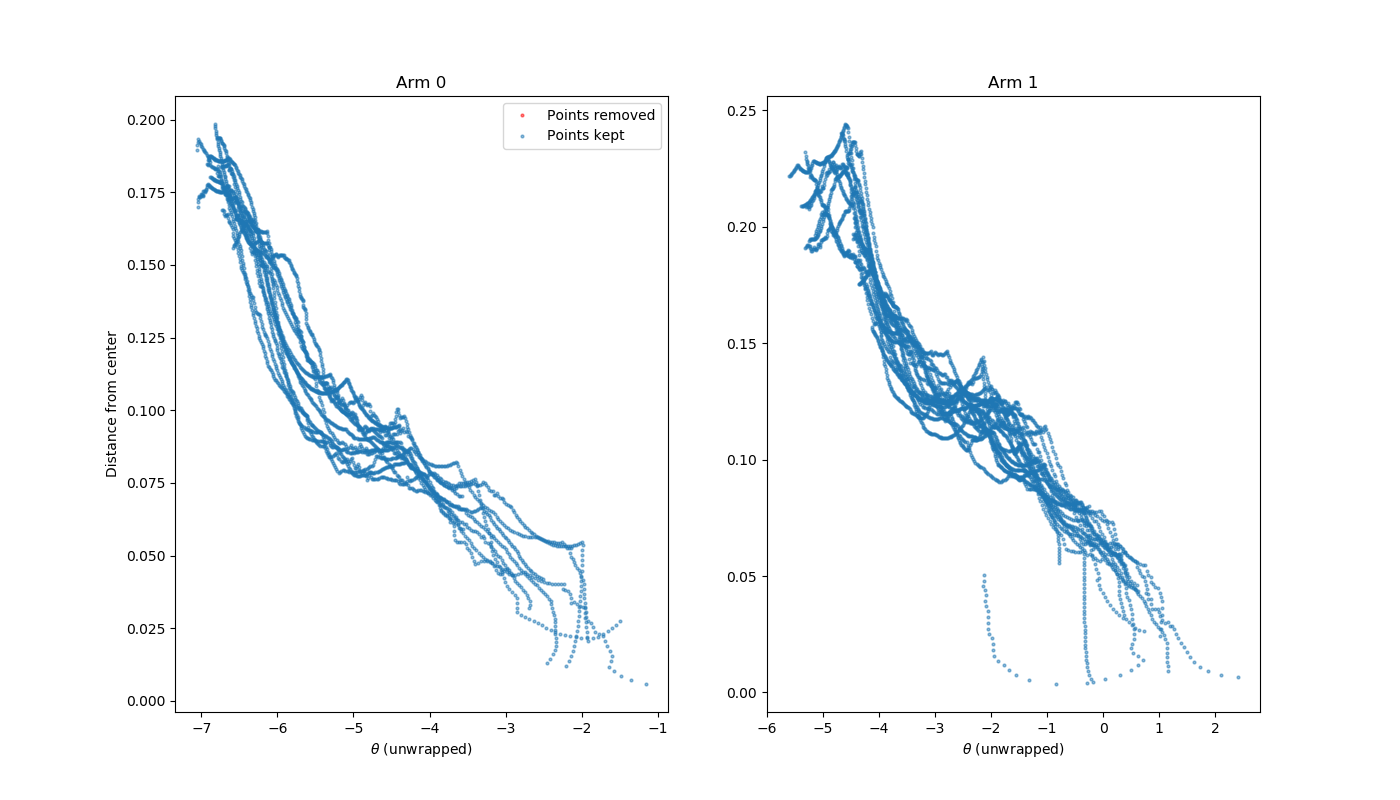 Arm 0
Arm 1
Points removed
Points kept
Distance from center
0.200
0.175
0.150
0.125
0.100
0.075
0.050
0.025
0.000
−7 −6 −5 −4 −3 −2 −1
θ (unwrapped)
0.25
0.20
0.15
0.10
0.05
0.00
−6 −5 −4 −3 −2 −1 0 1 2
θ (unwrapped)